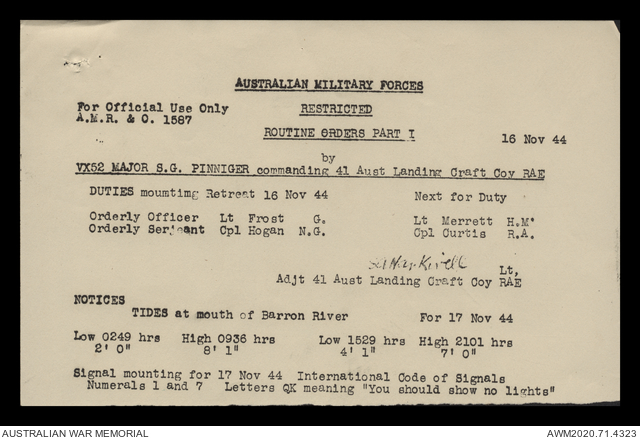 AUSTRALIAN MILITARY FORCES
For Official Use Only RESTRICTED
A.M.R. & O. 1587
ROUTINE ORDERS PART I 16 Nov 44
by
VX52 MAJOR S.G. PINNIGER commanding 41 Aust Landing Craft Coy RAE
DUTIES moumtimg Retreat 16 Nov 44 Next for Duty
Orderly Officer Lt Frost G. Lt Merrett H.M.
Orderly Serjeant Cpl Hogan N.G. Cpl Curtis R.A.
Lt,
Adjt 41 Aust Landing Craft Coy RAE
NOTICES
TIDES at mouth of Barron River For 17 Nov 44
Low 0249 hrs High 0936 hrs Low 1529 hrs High 2101 hrs
2' 0" 8' 1" 4' 1" 7' 0"
Signal mounting for 17 Nov 44 International Code of Signals
Numerals 1 and 7 Letters QK meaning "You should show no lights"
AUSTRALIAN WAR MEMORIAL AWM2020.71.4323